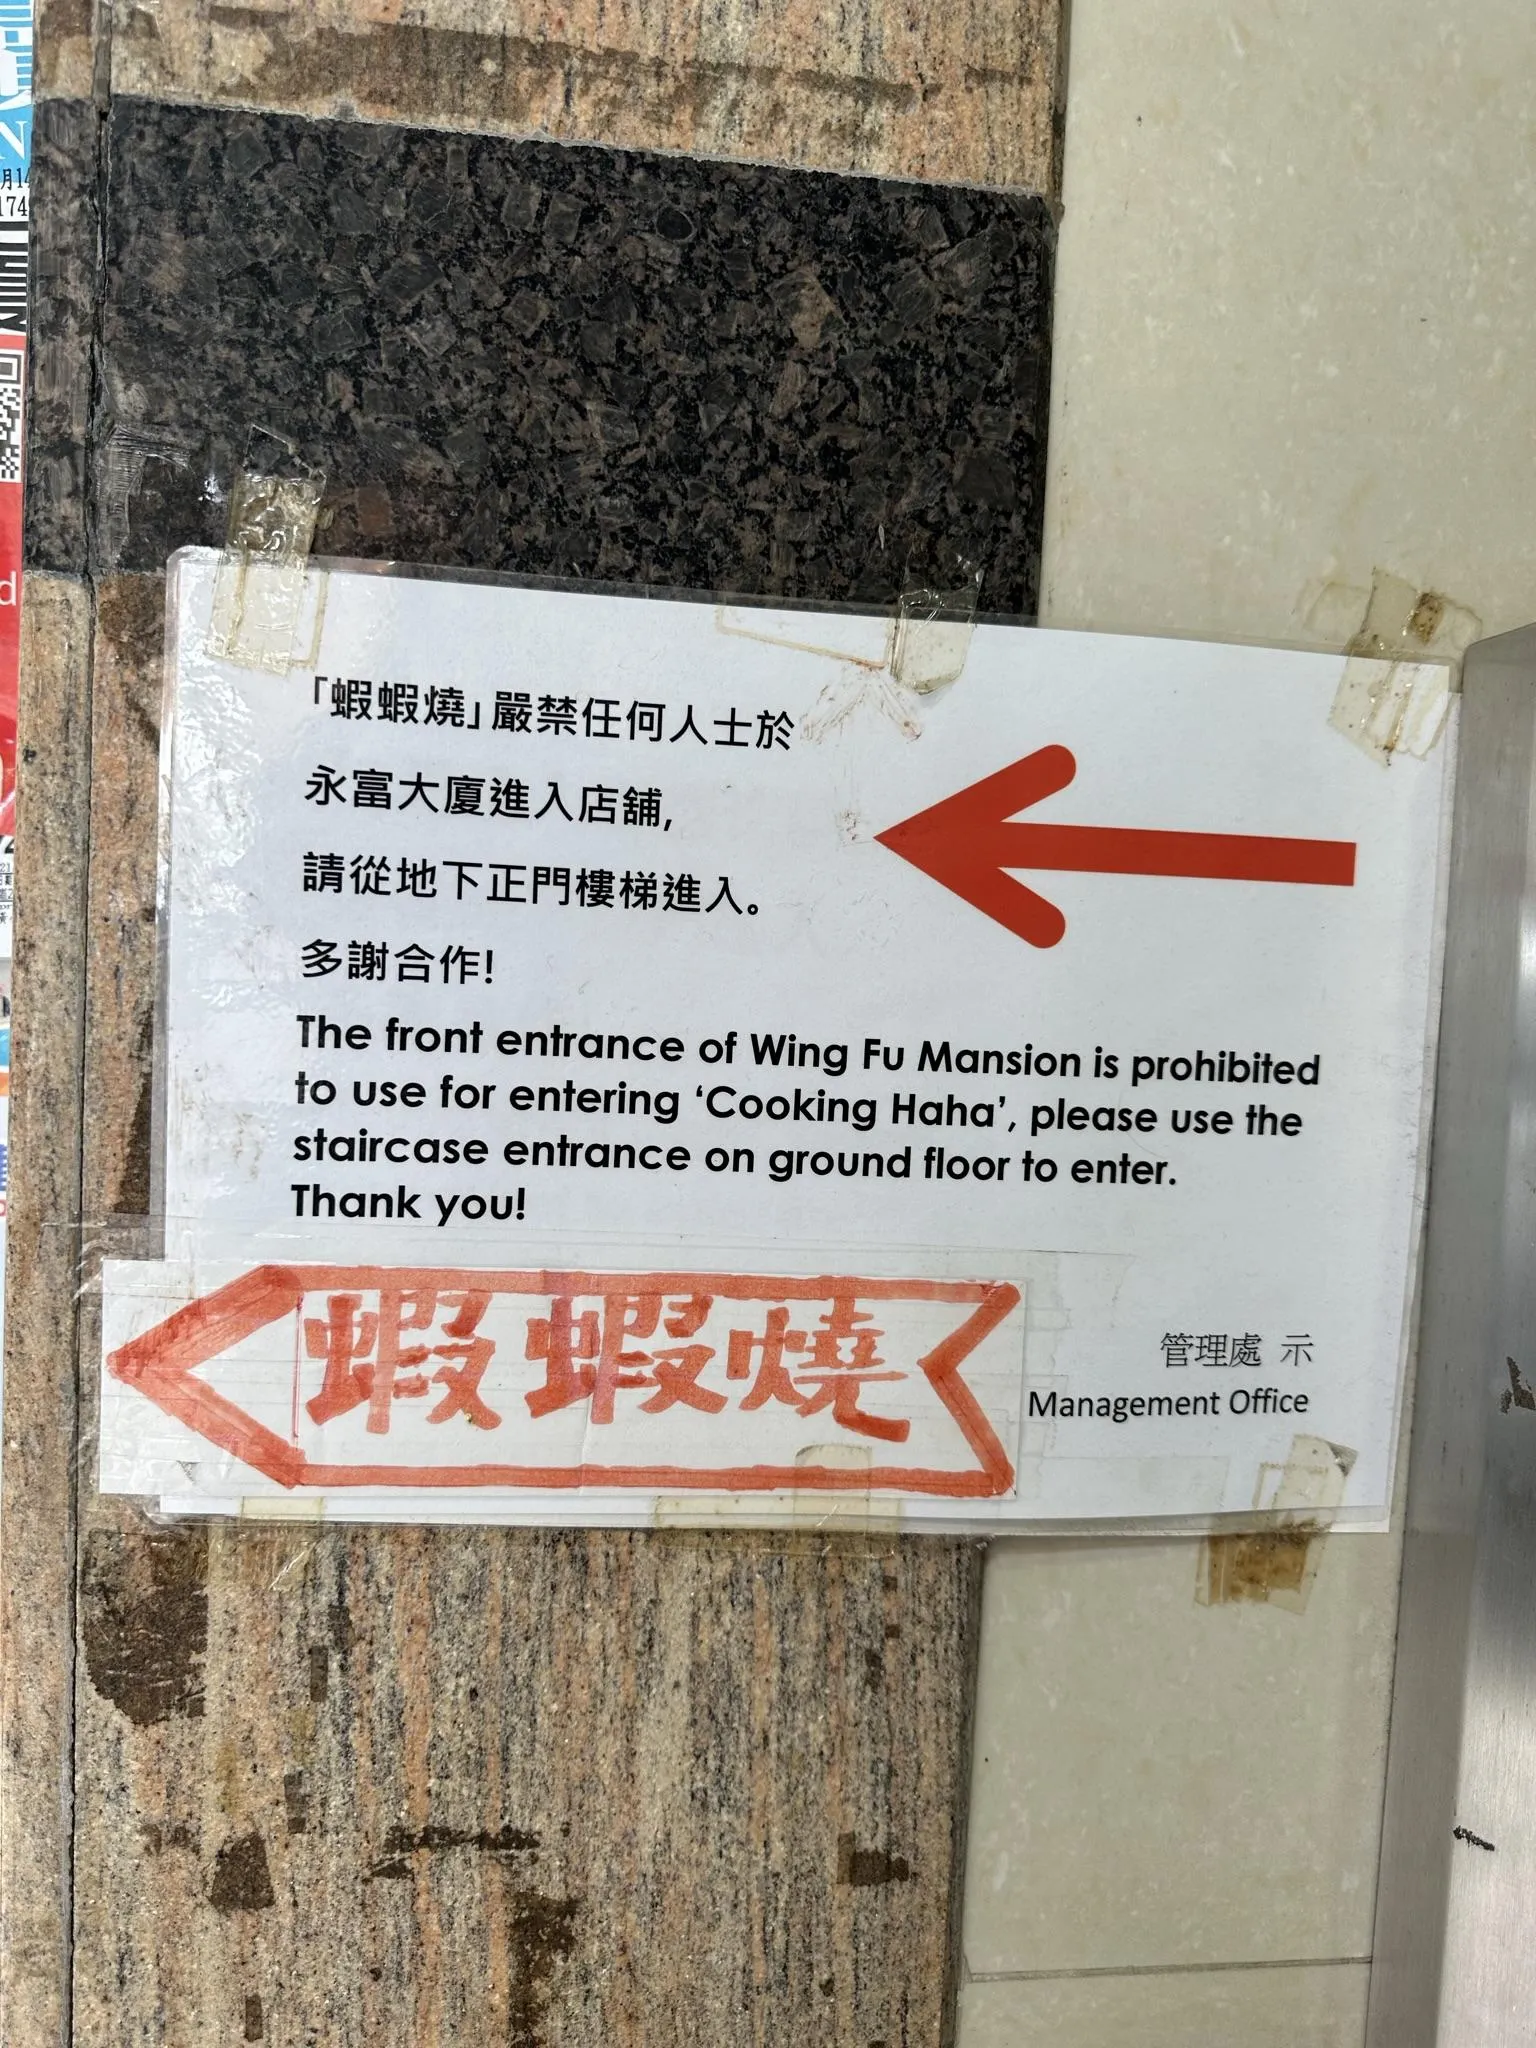 「蝦蝦燒」嚴禁任何人士於
永富大廈進入店舖,
請從地下正門樓梯進入。
多謝合作!
The front entrance of Wing Fu Mansion is prohibited
to use for entering ‘Cooking Haha’, please use the
staircase entrance on ground floor to enter.
Thank you!
蝦蝦燒
管理處 示
Management Office